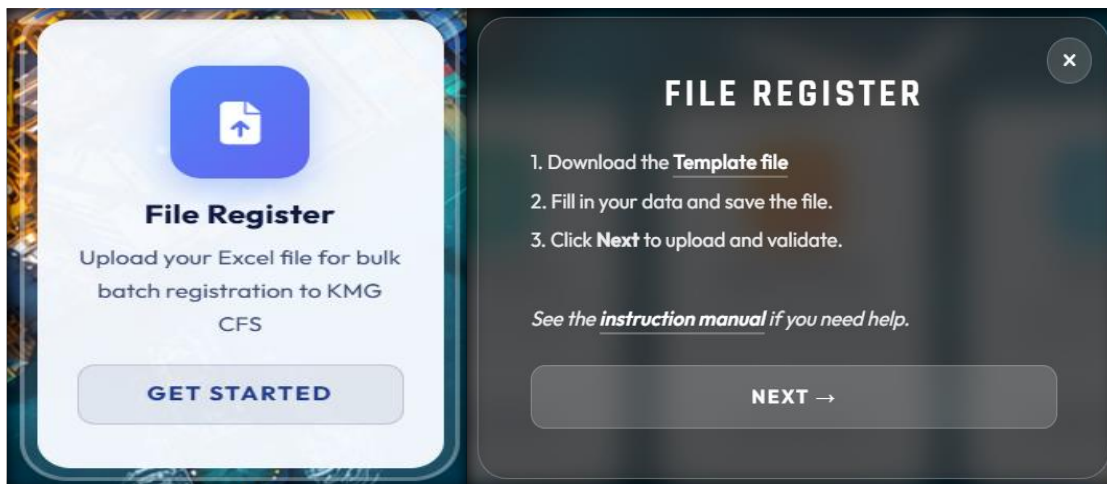 File Register
Upload your Excel file for bulk
batch registration to KMG
CFS
GET STARTED
FILE REGISTER
1. Download the Template file
2. Fill in your data and save the file.
3. Click Next to upload and validate.
See the instruction manual if you need help.
NEXT →